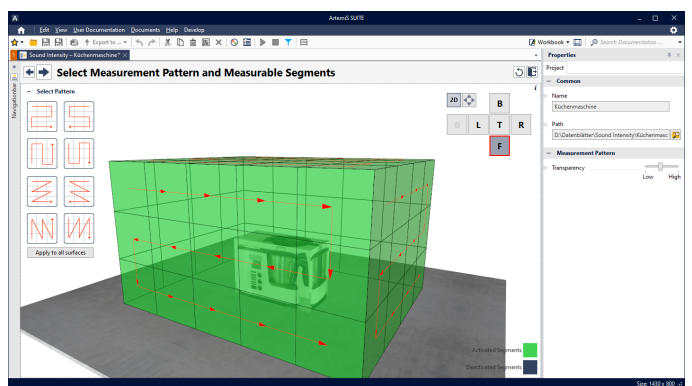 ArtemiS SUITE
Edit View User Documentation Documents Help Develop
Export to ...
Workbook
Search Documentation ...
Sound Intensity – Küchenmaschine*
Properties
Project
Navigationbar
Select Measurement Pattern and Measurable Segments
Select Pattern
2D
B
B
L
T
R
F
Apply to all surfaces
Activated Segments
Deactivated Segments
Common
Name
Küchenmaschine
Path
D:\Datenblätter\Sound Intensity\Küchenmasc
Measurement Pattern
Transparency
Low High
Size: 1430 x 800